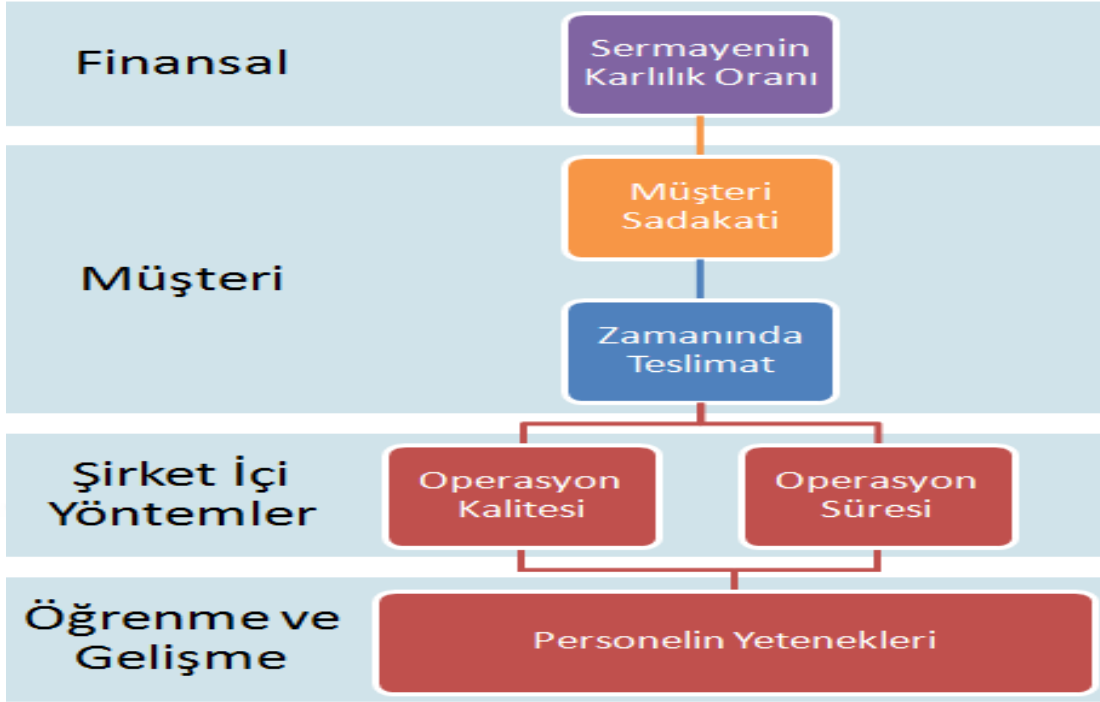 Finansal
Sermayenin
Karlılık Oranı
Müşteri
Müşteri
Sadakati
Zamanında
Teslimat
Şirket İçi
Yöntemler
Operasyon
Kalitesi
Operasyon
Süresi
Öğrenme ve
Gelişme
Personelin Yetenekleri